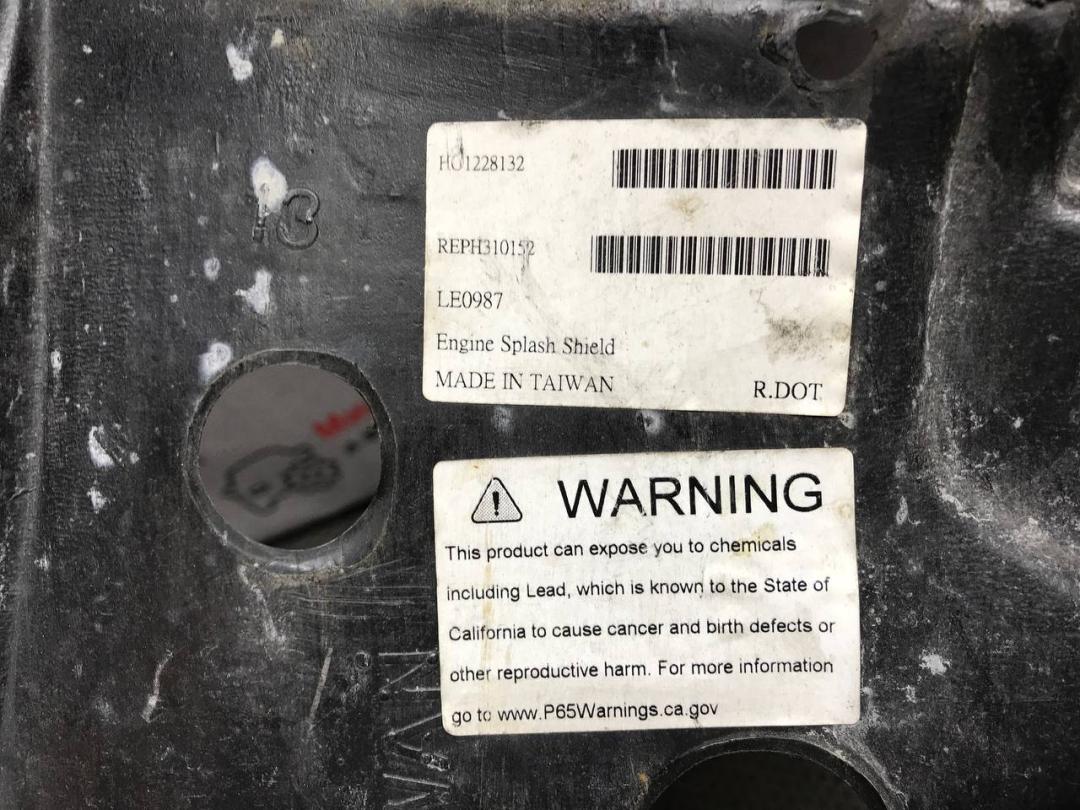 HO1228132
REPH310152
LE0987
Engine Splash Shield
MADE IN TAIWAN R.DOT
WARNING
This product can expose you to chemicals
including Lead, which is known to the State of
California to cause cancer and birth defects or
other reproductive harm. For more information
go to www.P65Warnings.ca.gov